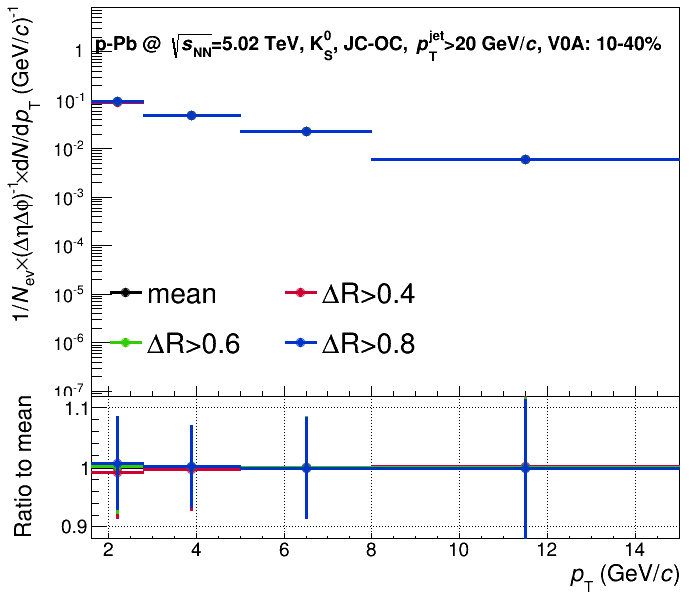 p-Pb @ √s_NN=5.02 TeV, K⁰_S, JC-OC, p_T^jet>20 GeV/c, V0A: 10-40%
1/N_ev×(ΔηΔφ)⁻¹×dN/dp_T (GeV/c)⁻¹
1
10⁻¹
10⁻²
10⁻³
10⁻⁴
10⁻⁵
10⁻⁶
10⁻⁷
mean ΔR>0.4
ΔR>0.6 ΔR>0.8
Ratio to mean
1.1
1
0.9
2 4 6 8 10 12 14
p_T (GeV/c)